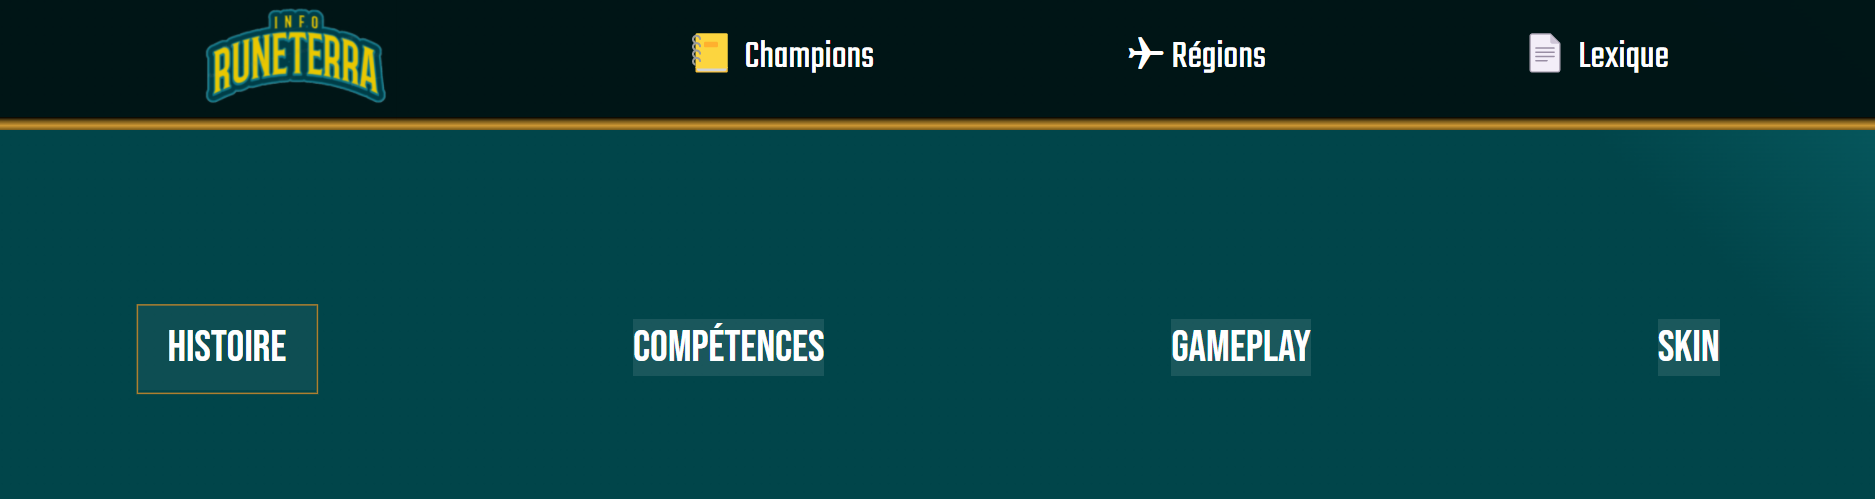 INFO
RUNETERRA
Champions
Régions
Lexique
HISTOIRE
COMPÉTENCES
GAMEPLAY
SKIN